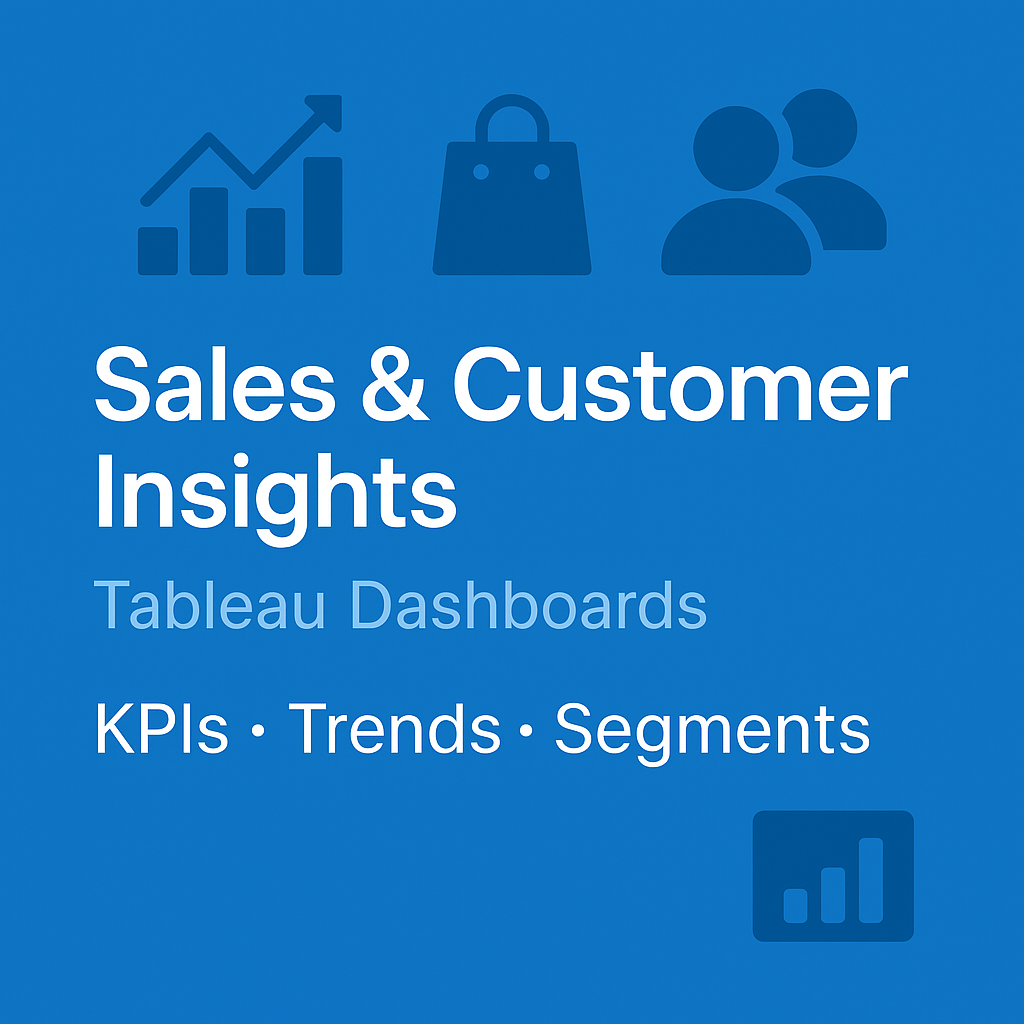 Sales & Customer
Insights
Tableau Dashboards
KPIs · Trends · Segments